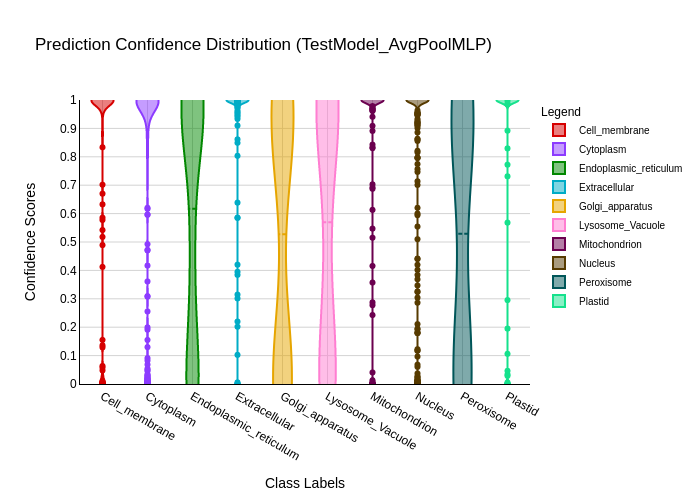 Prediction Confidence Distribution (TestModel_AvgPoolMLP)
Legend
Cell_membrane
Cytoplasm
Endoplasmic_reticulum
Extracellular
Golgi_apparatus
Lysosome_Vacuole
Mitochondrion
Nucleus
Peroxisome
Plastid
Confidence Scores
1
0.9
0.8
0.7
0.6
0.5
0.4
0.3
0.2
0.1
0
Cell_membrane
Cytoplasm
Endoplasmic_reticulum
Extracellular
Golgi_apparatus
Lysosome_Vacuole
Mitochondrion
Nucleus
Peroxisome
Plastid
Class Labels